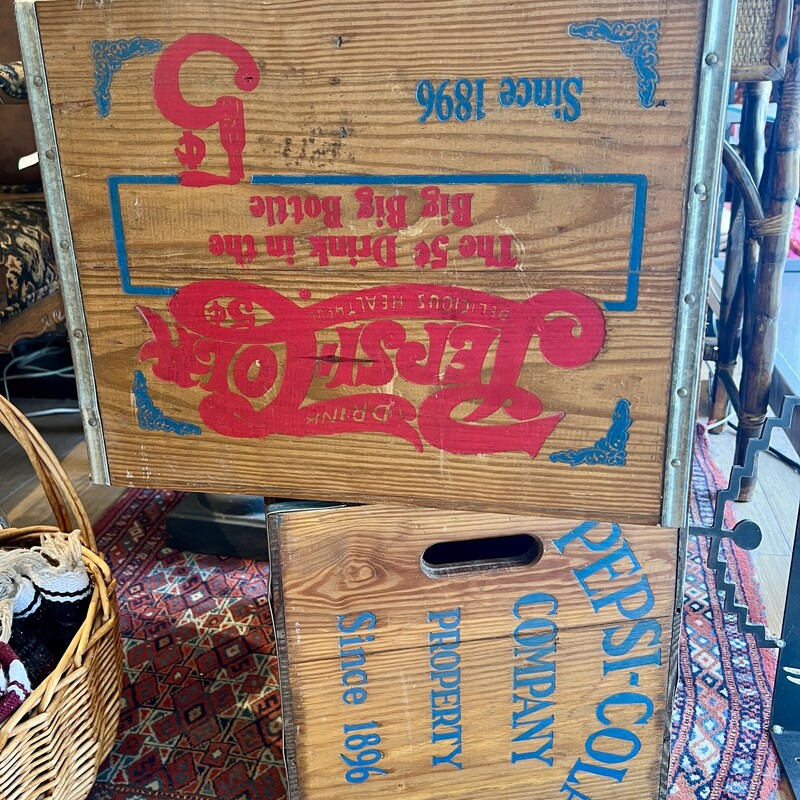 DRINK
PEPSI-COLA
DELICIOUS HEALTHFUL
5¢
The 5¢ Drink in the
Big Big Bottle
5¢
Since 1896
PEPSI-COLA
COMPANY
PROPERTY
Since 1896